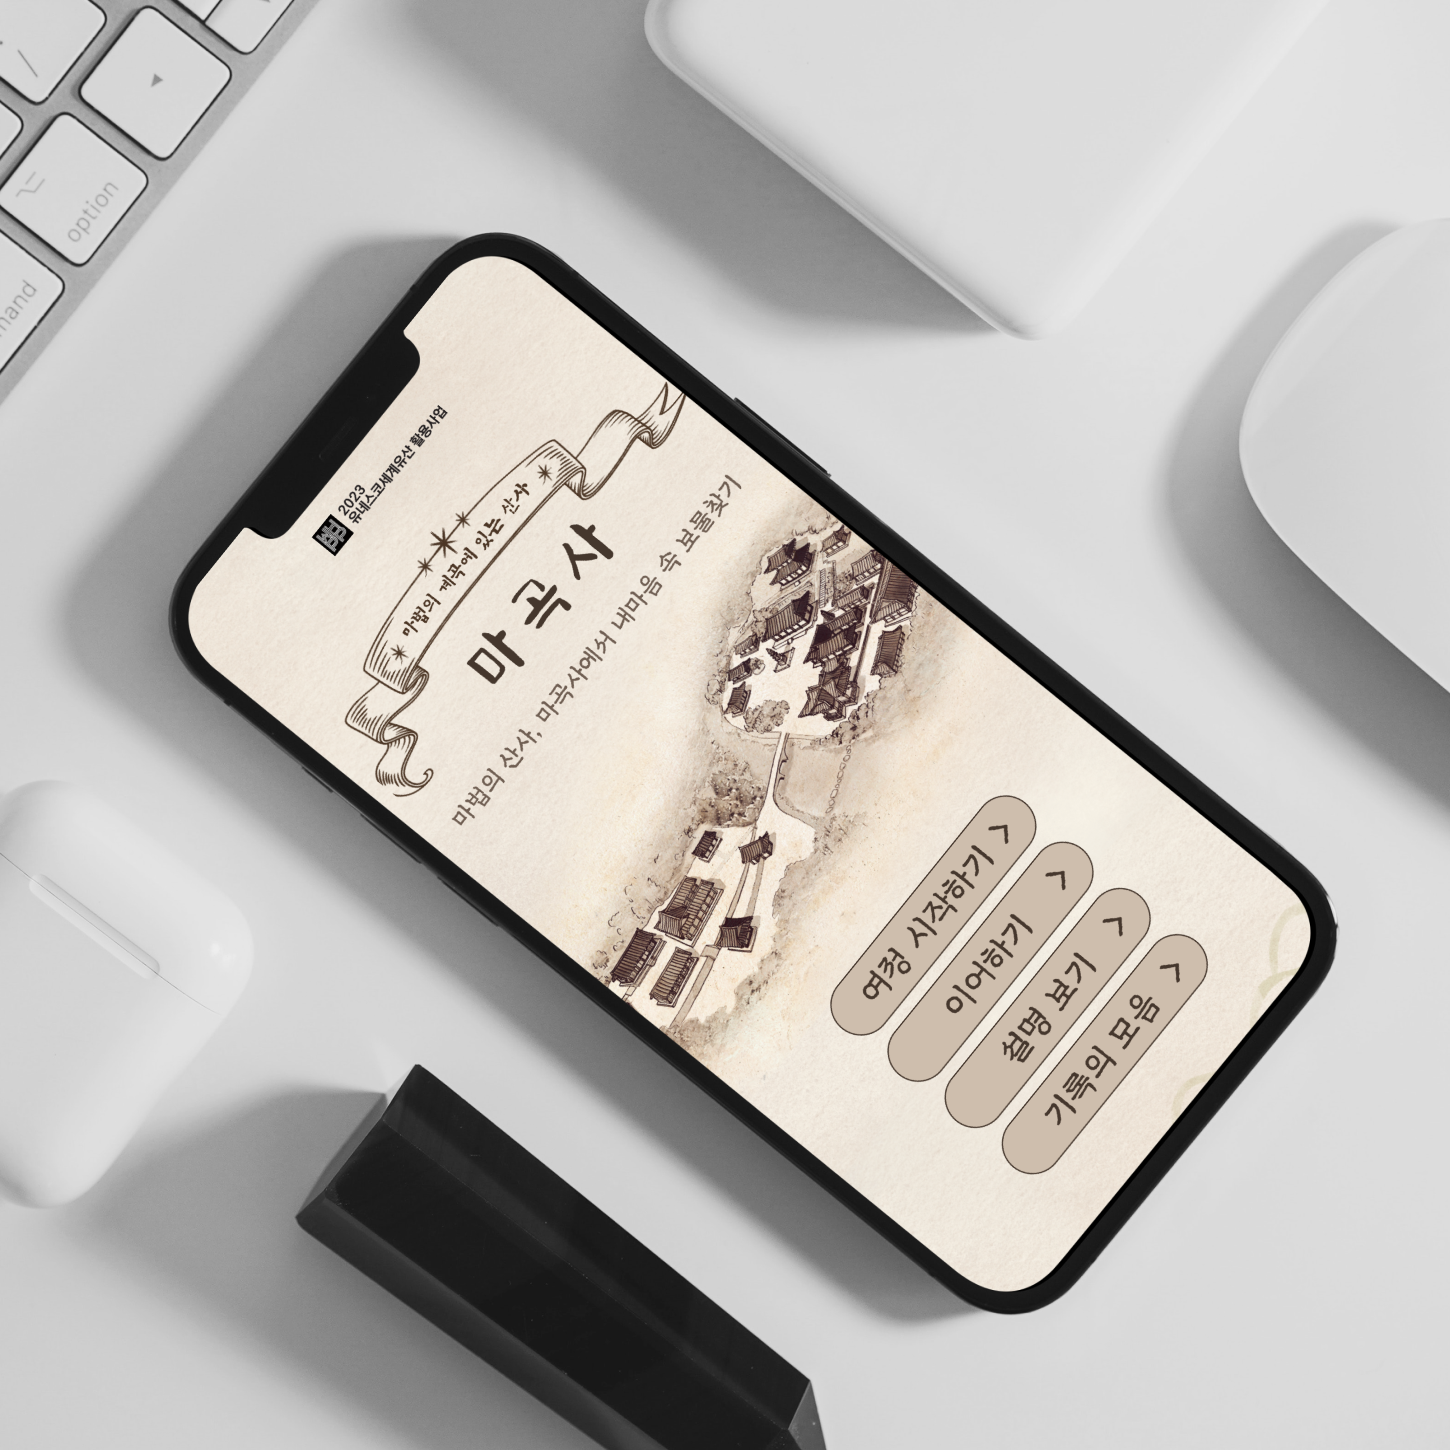 /
option
2023
유네스코세계유산 활용사업
마법의 계곡에 있는 산사
마곡사
마법의 산사, 마곡사에서 내마음 속 보물찾기
여정 시작하기 >
이어하기 >
설명 보기 >
기록의 모음 >